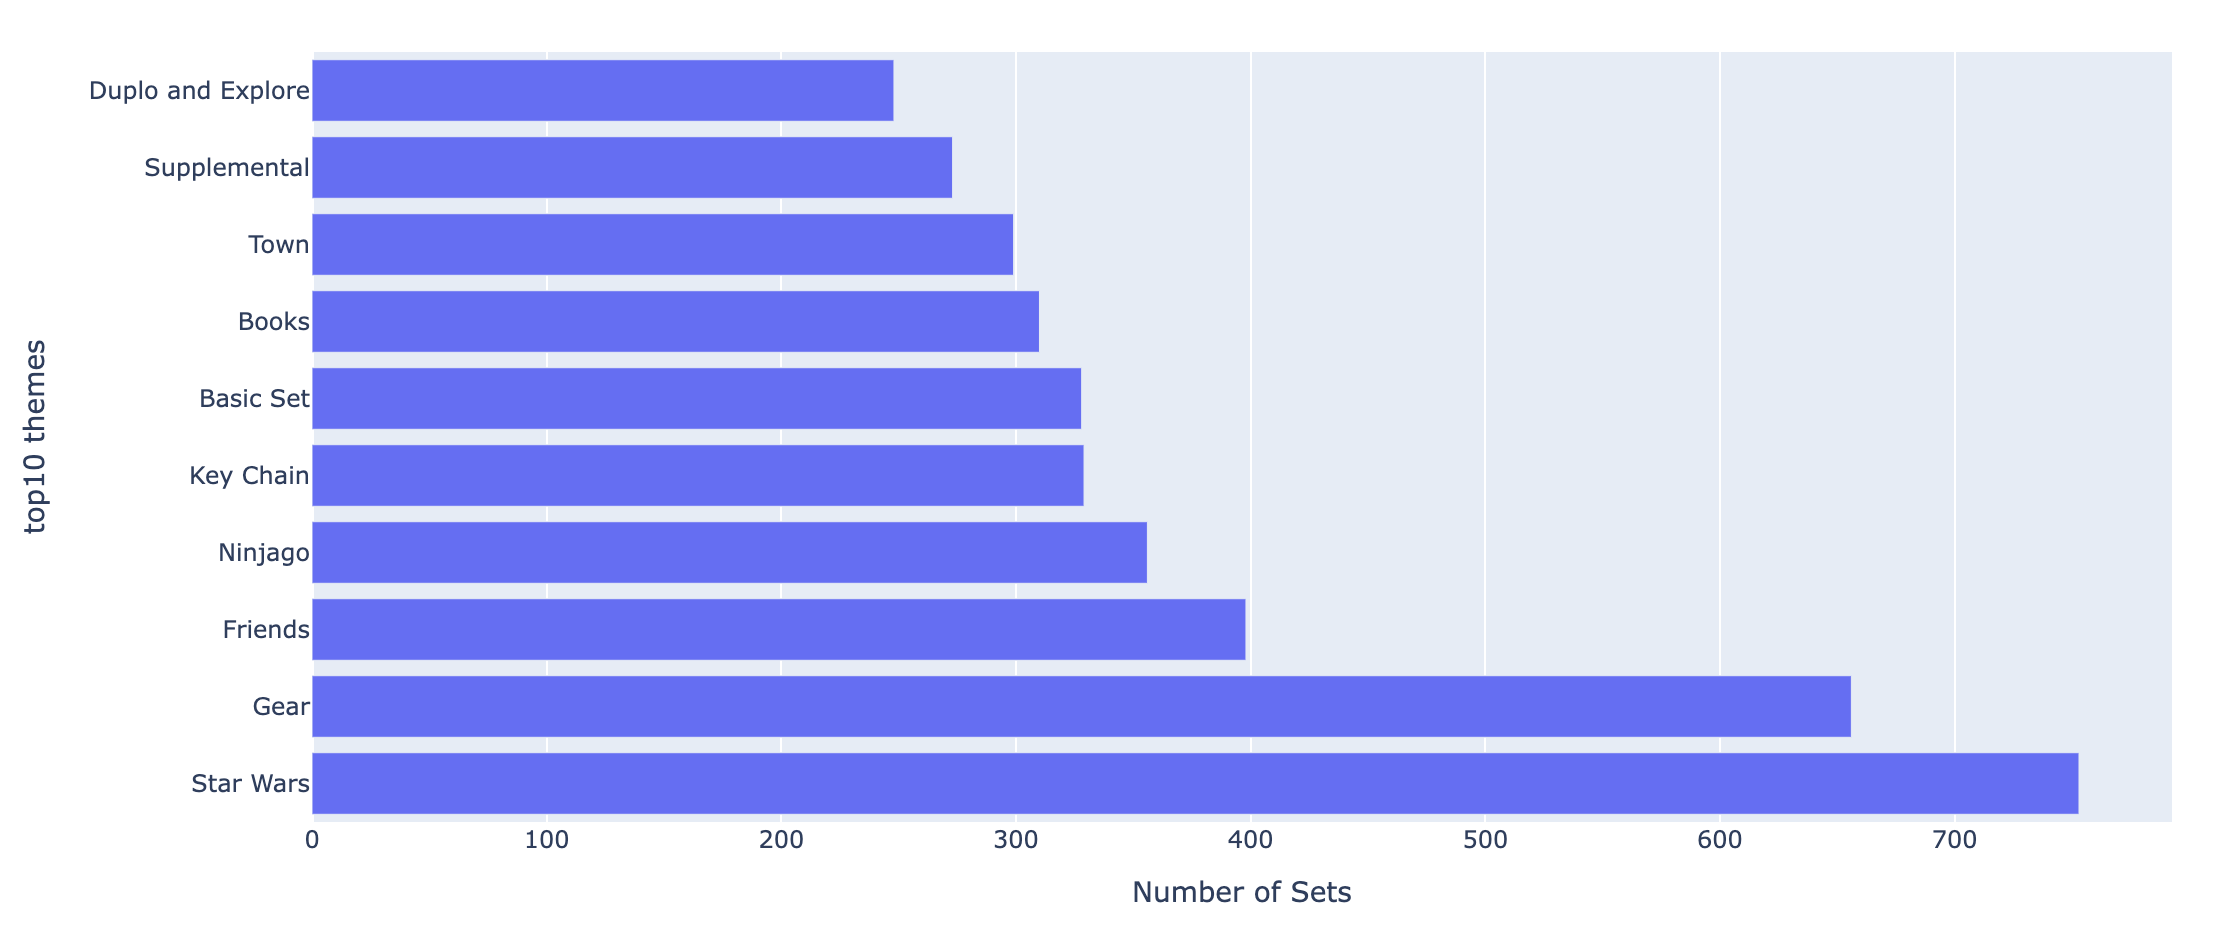 Duplo and Explore
Supplemental
Town
Books
Basic Set
Key Chain
Ninjago
Friends
Gear
Star Wars
top10 themes
0 100 200 300 400 500 600 700
Number of Sets